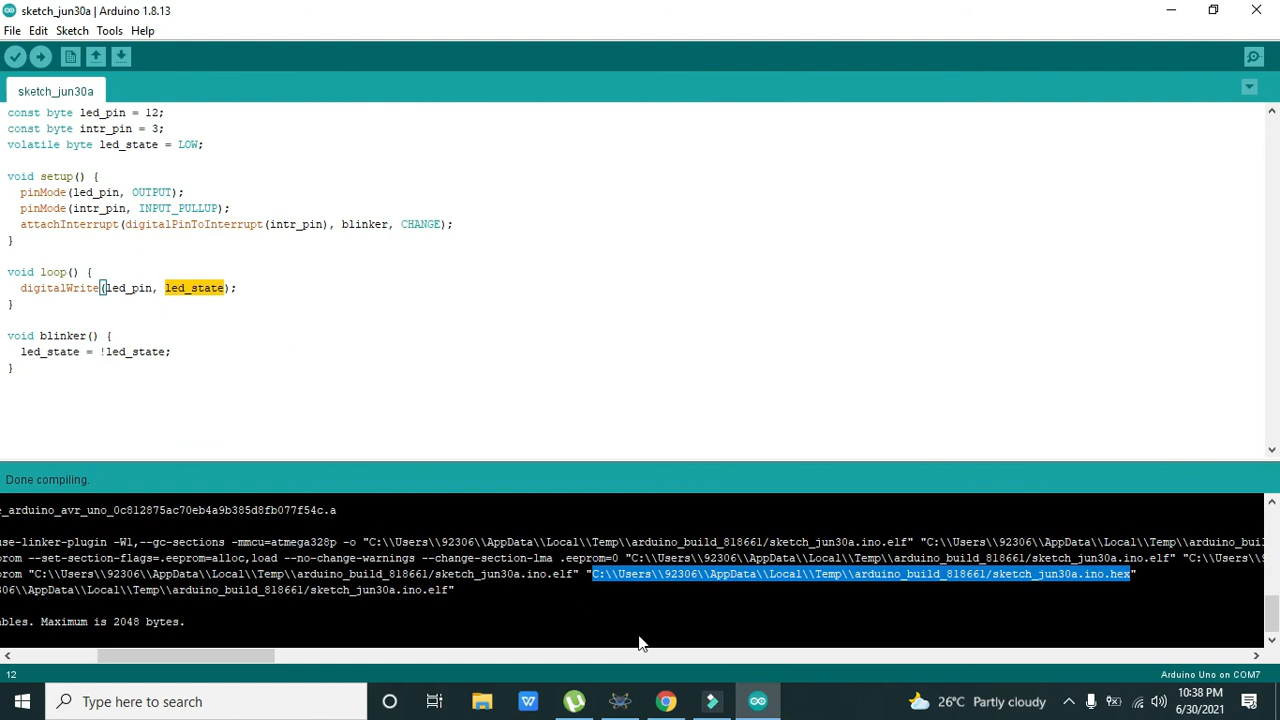 sketch_jun30a | Arduino 1.8.13
File Edit Sketch Tools Help
sketch_jun30a
const byte led_pin = 12;
const byte intr_pin = 3;
volatile byte led_state = LOW;
void setup() {
pinMode(led_pin, OUTPUT);
pinMode(intr_pin, INPUT_PULLUP);
attachInterrupt(digitalPinToInterrupt(intr_pin), blinker, CHANGE);
}
void loop() {
digitalWrite(led_pin, led_state);
}
void blinker() {
led_state = !led_state;
}
Done compiling.
e_arduino_avr_uno_0c812875ac70eb4a9b385d8fb077f54c.a
use-linker-plugin -Wl,--gc-sections -mmcu=atmega328p -o "C:\\Users\\92306\\AppData\\Local\\Temp\\arduino_build_818661/sketch_jun30a.ino.elf" "C:\\Users\\92306\\AppData\\Local\\Temp\\arduino_buil
rom --set-section-flags=.eeprom=alloc,load --no-change-warnings --change-section-lma .eeprom=0 "C:\\Users\\92306\\AppData\\Local\\Temp\\arduino_build_818661/sketch_jun30a.ino.elf" "C:\\Users\\9
rom "C:\\Users\\92306\\AppData\\Local\\Temp\\arduino_build_818661/sketch_jun30a.ino.elf" "C:\\Users\\92306\\AppData\\Local\\Temp\\arduino_build_818661/sketch_jun30a.ino.hex"
306\\AppData\\Local\\Temp\\arduino_build_818661/sketch_jun30a.ino.elf"
ables. Maximum is 2048 bytes.
12 Arduino Uno on COM7
Type here to search 26°C Partly cloudy 10:38 PM
6/30/2021